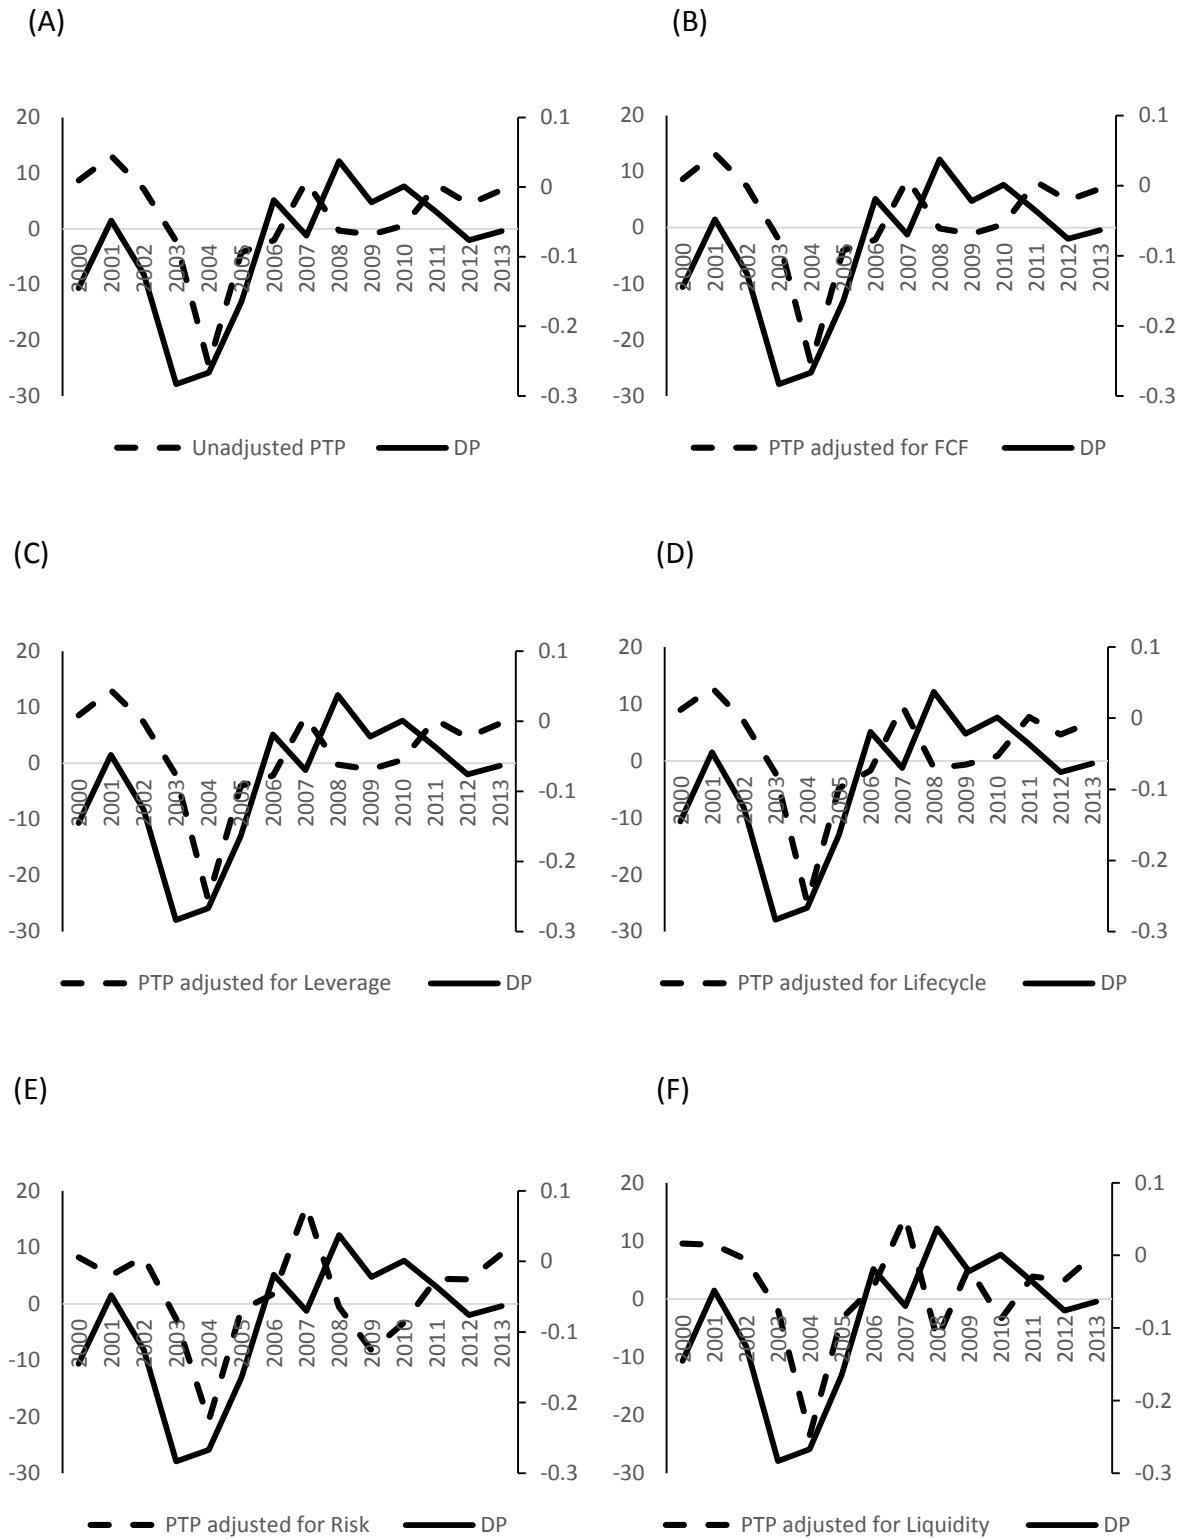 (A) (B)
20 0.1 20 0.1
10 0 10 0
0 -0.1 0 -0.1
-10 -0.2 -10 -0.2
-20 -20
-30 -0.3 -30 -0.3
2000 2001 2002 2003 2004 2005 2006 2007 2008 2009 2010 2011 2012 2013
2000 2001 2002 2003 2004 2005 2006 2007 2008 2009 2010 2011 2012 2013
Unadjusted PTP DP PTP adjusted for FCF DP
(C) (D)
20 0.1 20 0.1
10 0 10 0
0 -0.1 0 -0.1
-10 -0.2 -10 -0.2
-20 -20
-30 -0.3 -30 -0.3
2000 2001 2002 2003 2004 2005 2006 2007 2008 2009 2010 2011 2012 2013
2000 2001 2002 2003 2004 2005 2006 2007 2008 2009 2010 2011 2012 2013
PTP adjusted for Leverage DP PTP adjusted for Lifecycle DP
(E) (F)
20 0.1 20 0.1
10 0 10 0
0 -0.1 0 -0.1
-10 -0.2 -10 -0.2
-20 -20
-30 -0.3 -30 -0.3
2000 2001 2002 2003 2004 2005 2006 2007 2008 2009 2010 2011 2012 2013
2000 2001 2002 2003 2004 2005 2006 2007 2008 2009 2010 2011 2012 2013
PTP adjusted for Risk DP PTP adjusted for Liquidity DP